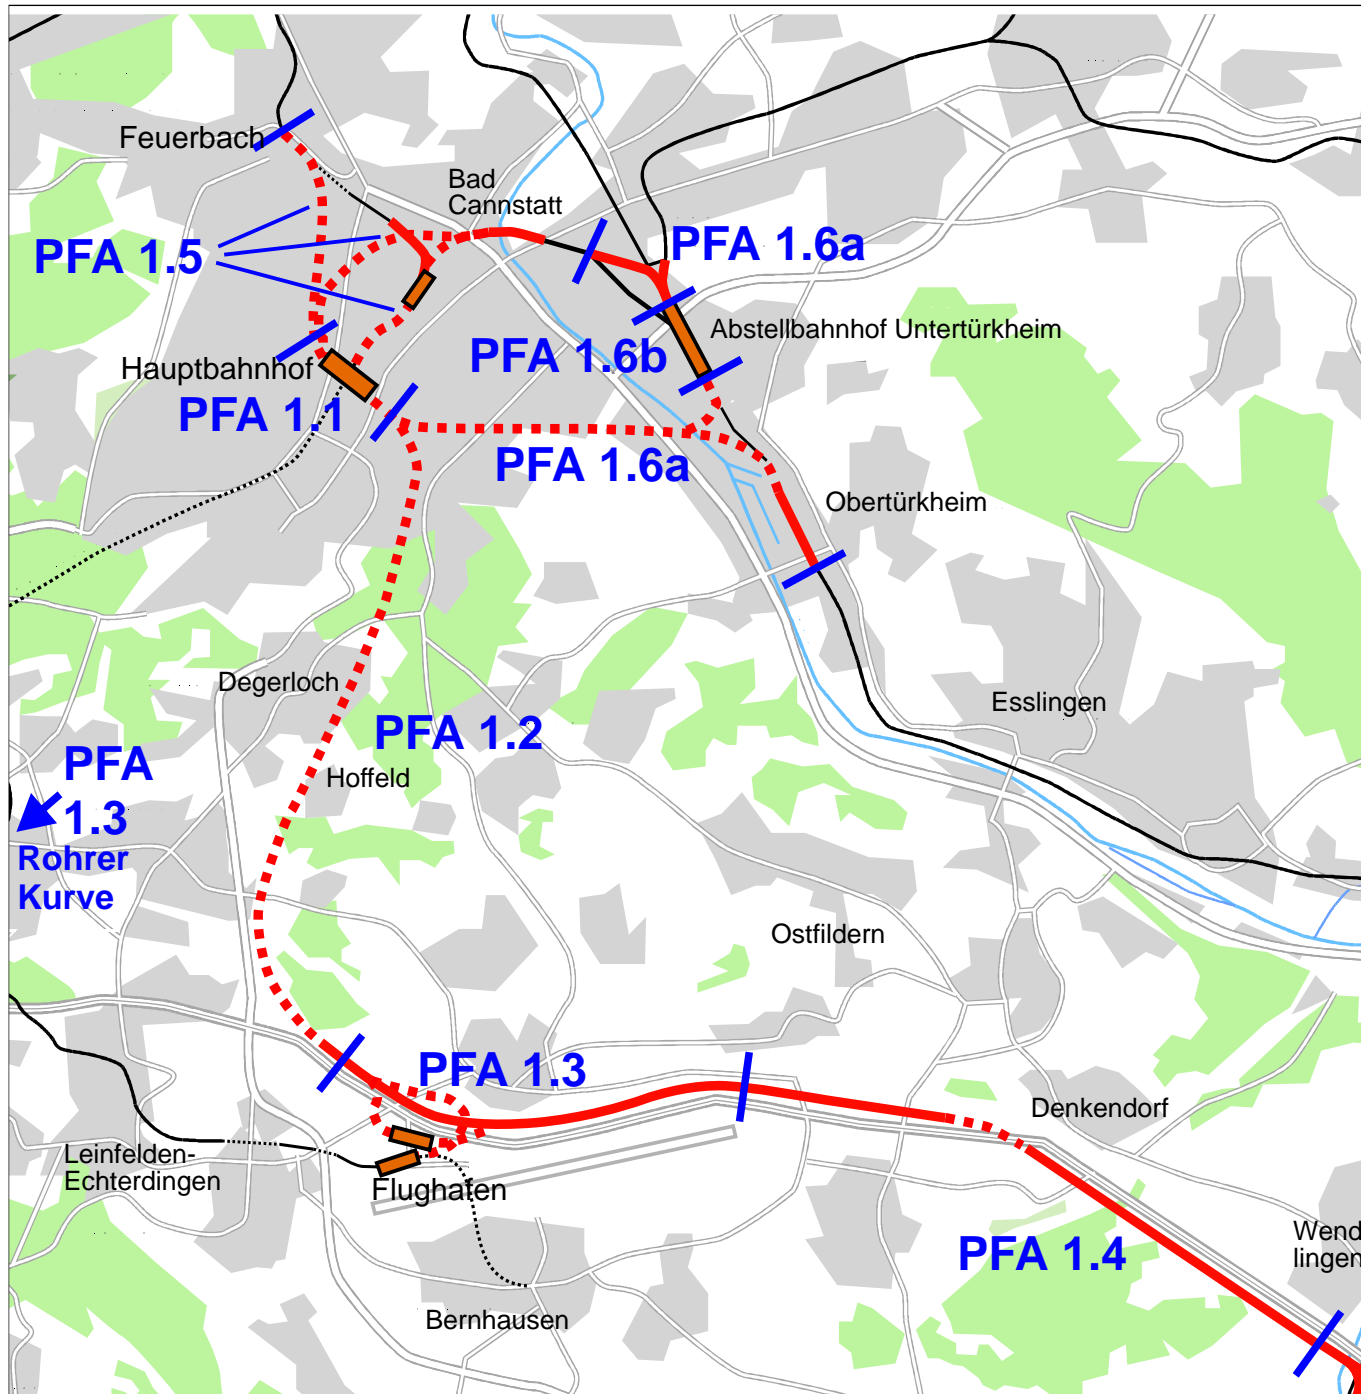 Feuerbach
Bad
Cannstatt
PFA 1.5
PFA 1.6a
Abstellbahnhof Untertürkheim
PFA 1.6b
Hauptbahnhof
PFA 1.1
PFA 1.6a
Obertürkheim
Degerloch
Esslingen
PFA 1.2
PFA
1.3
Hoffeld
Rohrer
Kurve
Ostfildern
PFA 1.3
Denkendorf
Leinfelden-
Echterdingen
Flughafen
Wend
lingen
PFA 1.4
Bernhausen